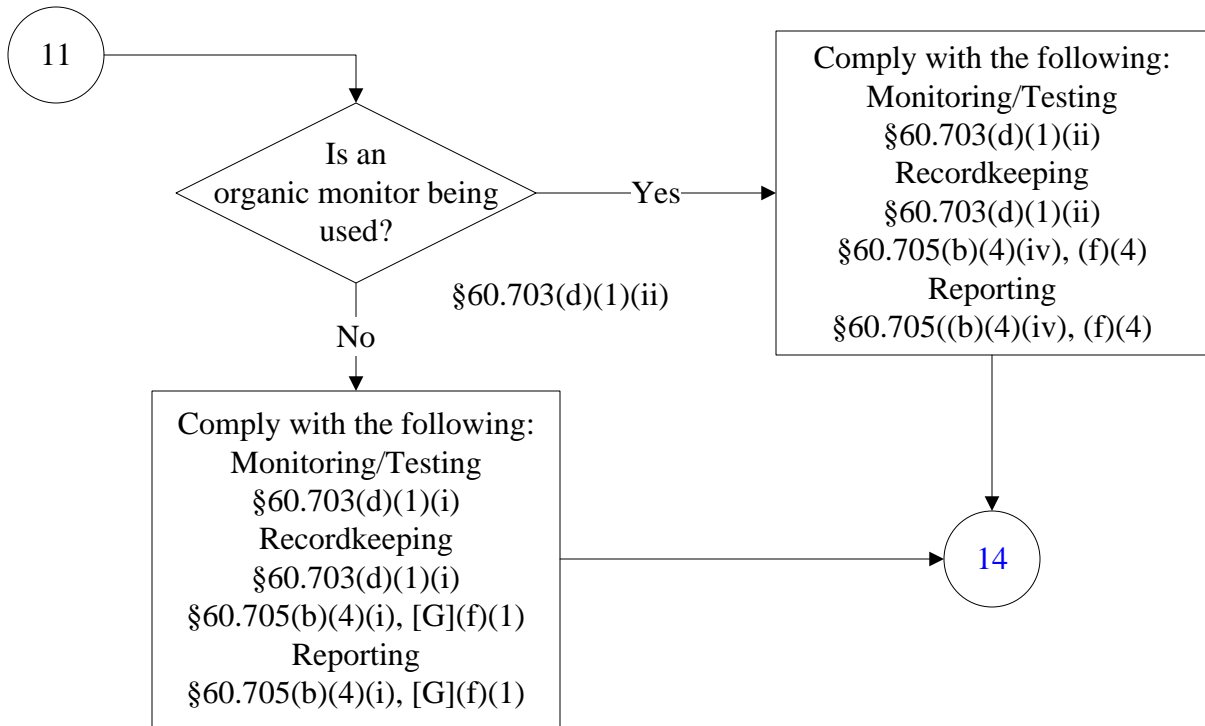 11
Is an
organic monitor being
used?
Yes
§60.703(d)(1)(ii)
No
Comply with the following:
Monitoring/Testing
§60.703(d)(1)(ii)
Recordkeeping
§60.703(d)(1)(ii)
§60.705(b)(4)(iv), (f)(4)
Reporting
§60.705((b)(4)(iv), (f)(4)
Comply with the following:
Monitoring/Testing
§60.703(d)(1)(i)
Recordkeeping
§60.703(d)(1)(i)
§60.705(b)(4)(i), [G](f)(1)
Reporting
§60.705(b)(4)(i), [G](f)(1)
14